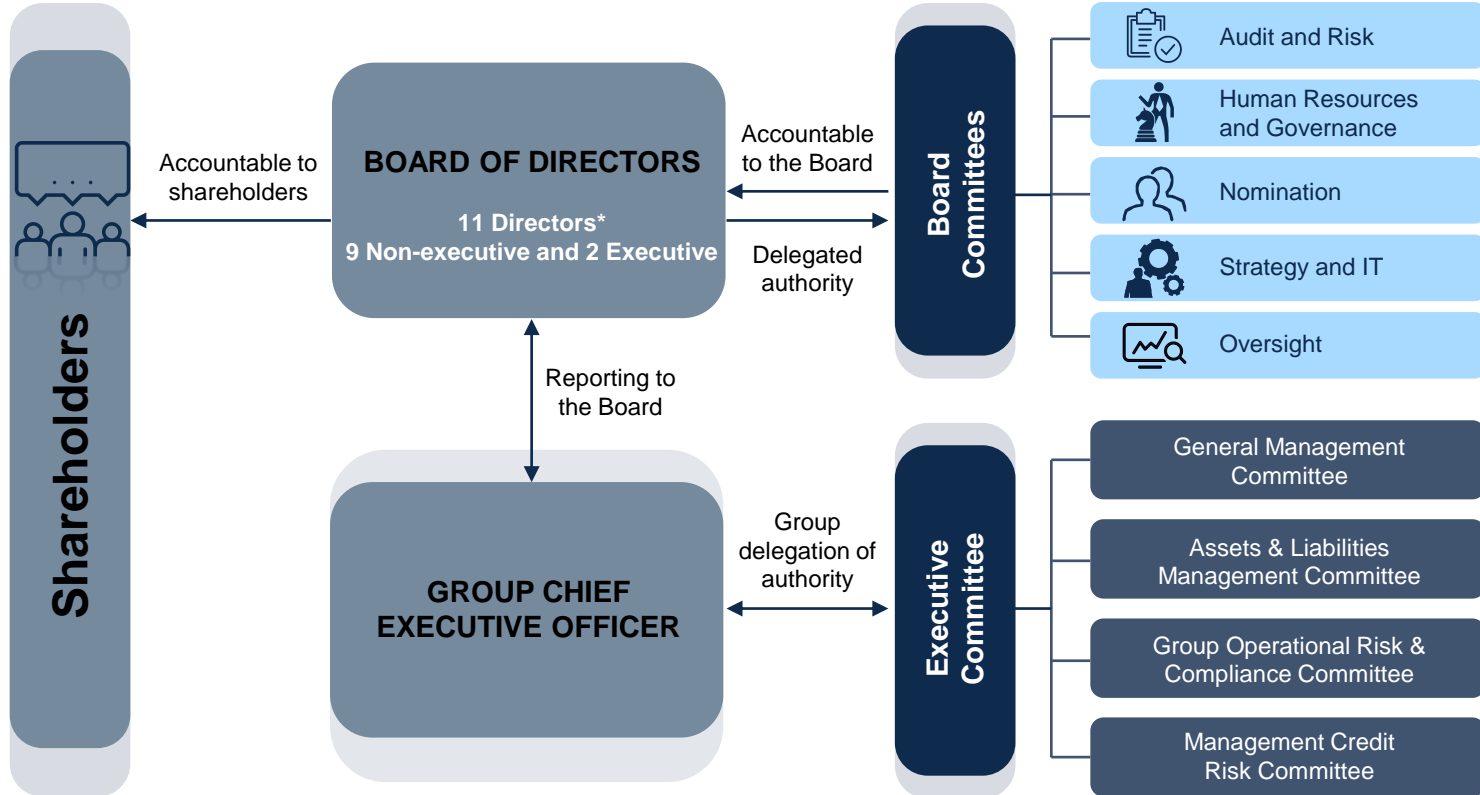 Shareholders
. . .
Accountable to
shareholders
BOARD OF DIRECTORS
11 Directors*
9 Non-executive and 2 Executive
Accountable
to the Board
Delegated
authority
Board
Committees
Audit and Risk
Human Resources
and Governance
Nomination
Strategy and IT
Oversight
Reporting to
the Board
GROUP CHIEF
EXECUTIVE OFFICER
Group
delegation of
authority
Executive
Committee
General Management
Committee
Assets & Liabilities
Management Committee
Group Operational Risk &
Compliance Committee
Management Credit
Risk Committee